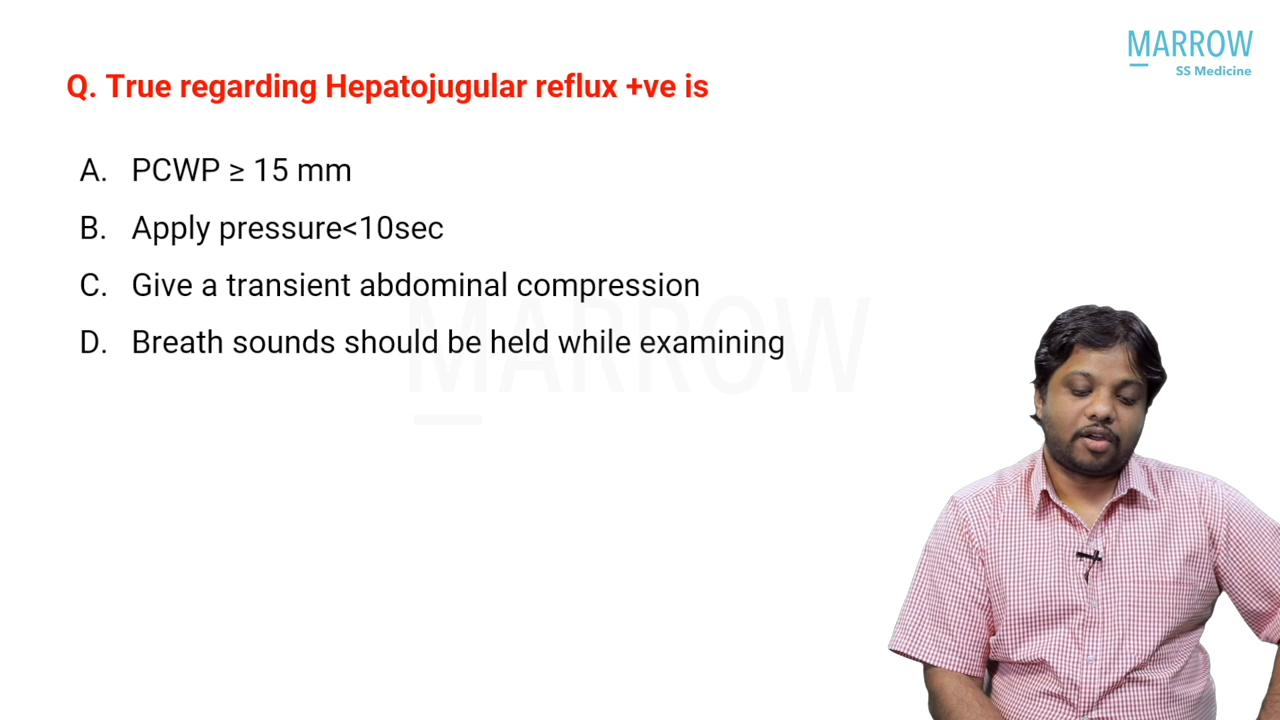 MARROW
SS Medicine
Q. True regarding Hepatojugular reflux +ve is
A. PCWP ≥ 15 mm
B. Apply pressure<10sec
C. Give a transient abdominal compression
D. Breath sounds should be held while examining
MARROW